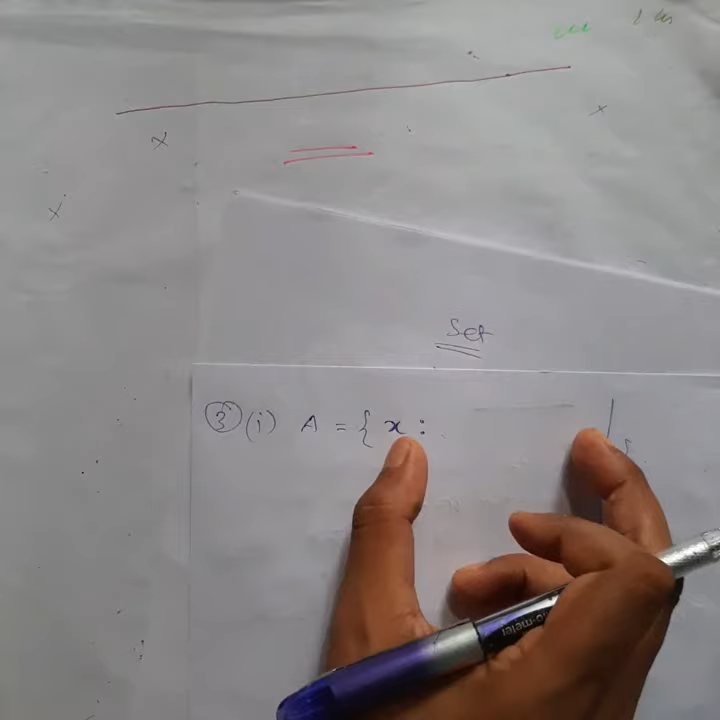 Set
③ (i) A = { x :